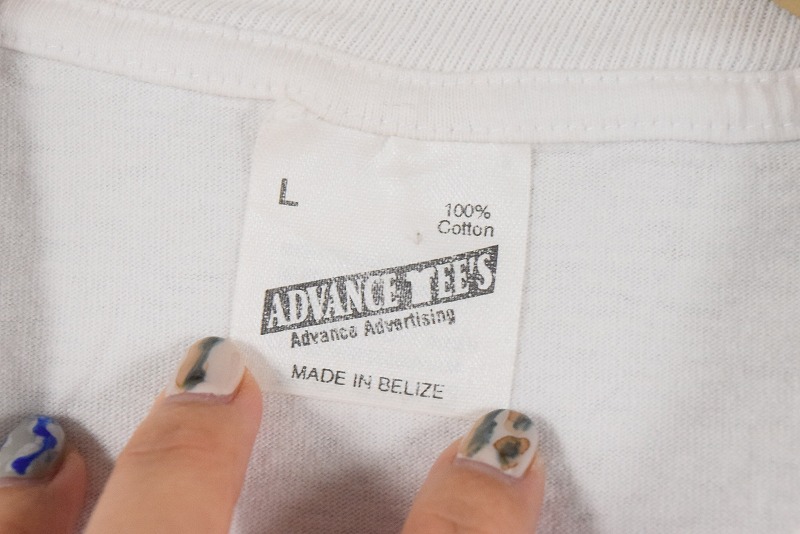 L
100%
Cotton
ADVANCE TEE'S
Advance Advertising
MADE IN BELIZE